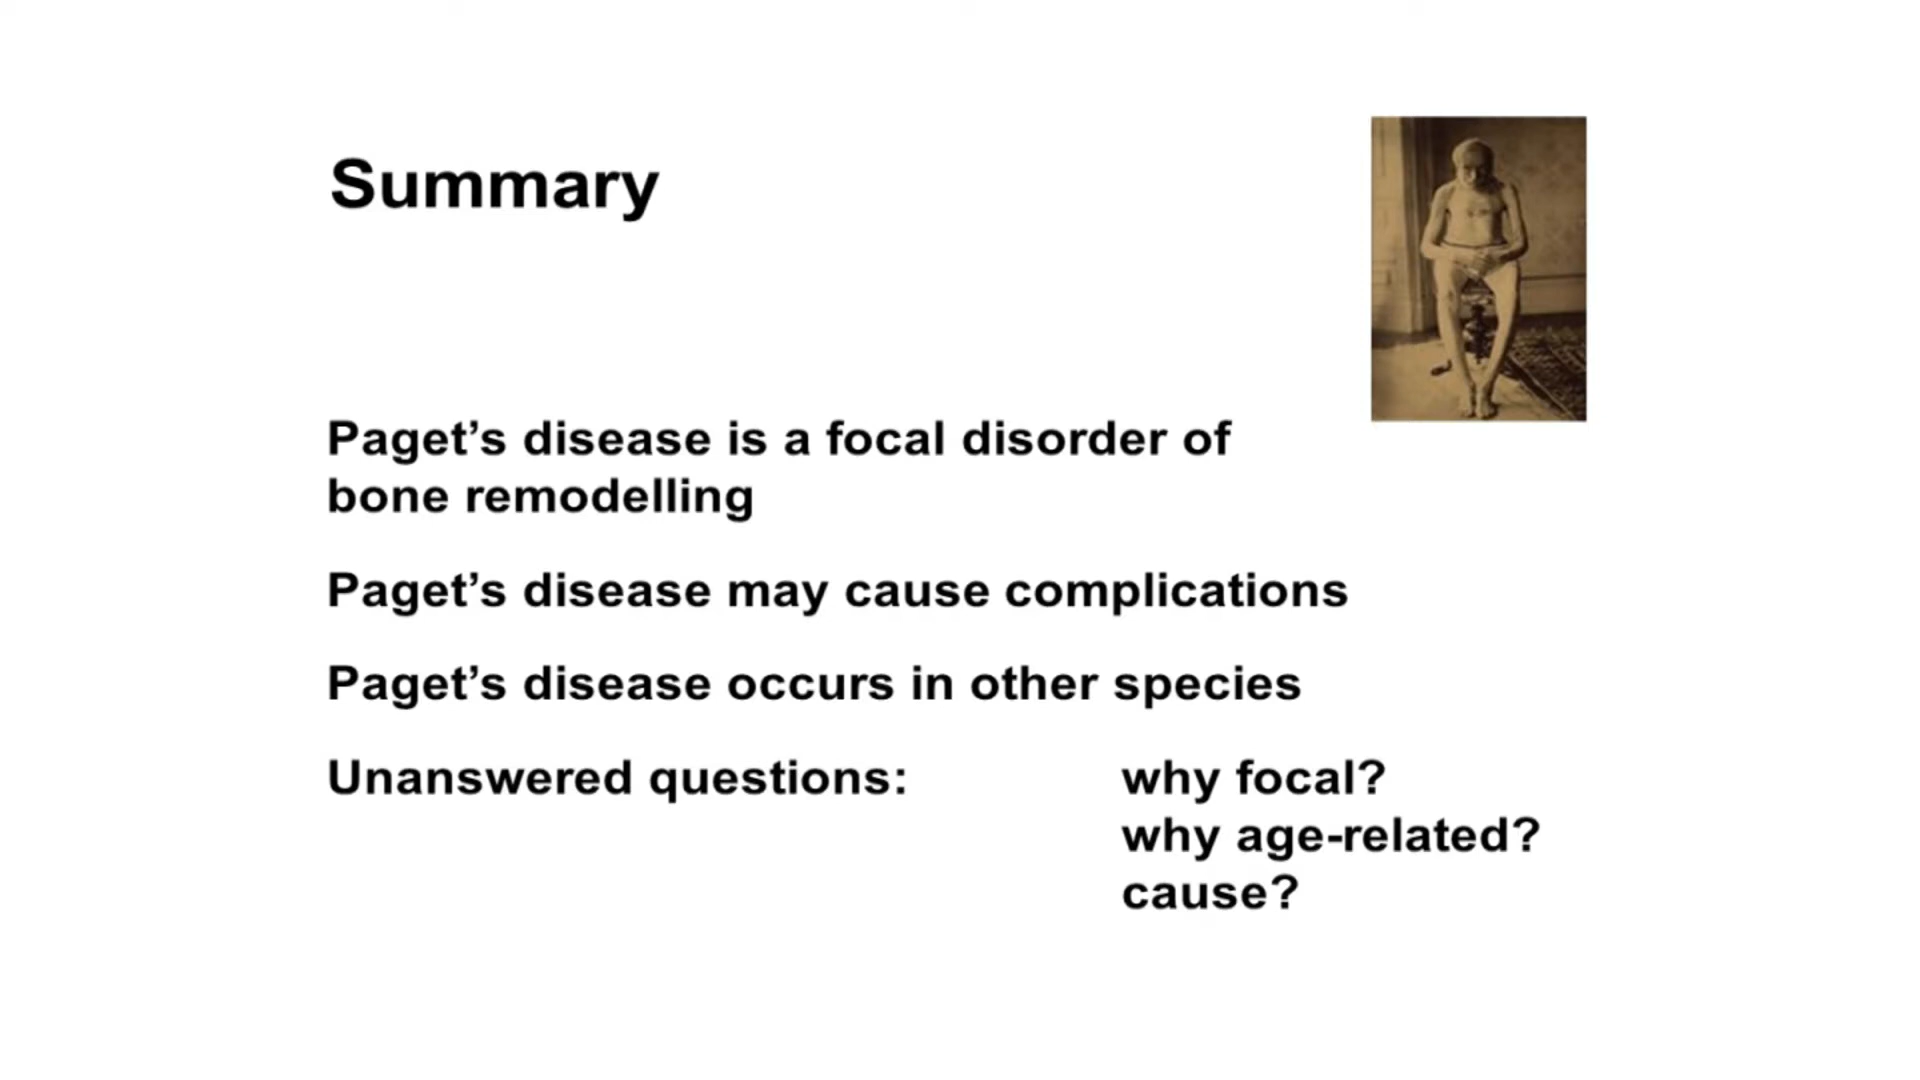 Summary
Paget’s disease is a focal disorder of
bone remodelling
Paget’s disease may cause complications
Paget’s disease occurs in other species
Unanswered questions: why focal?
why age-related?
cause?